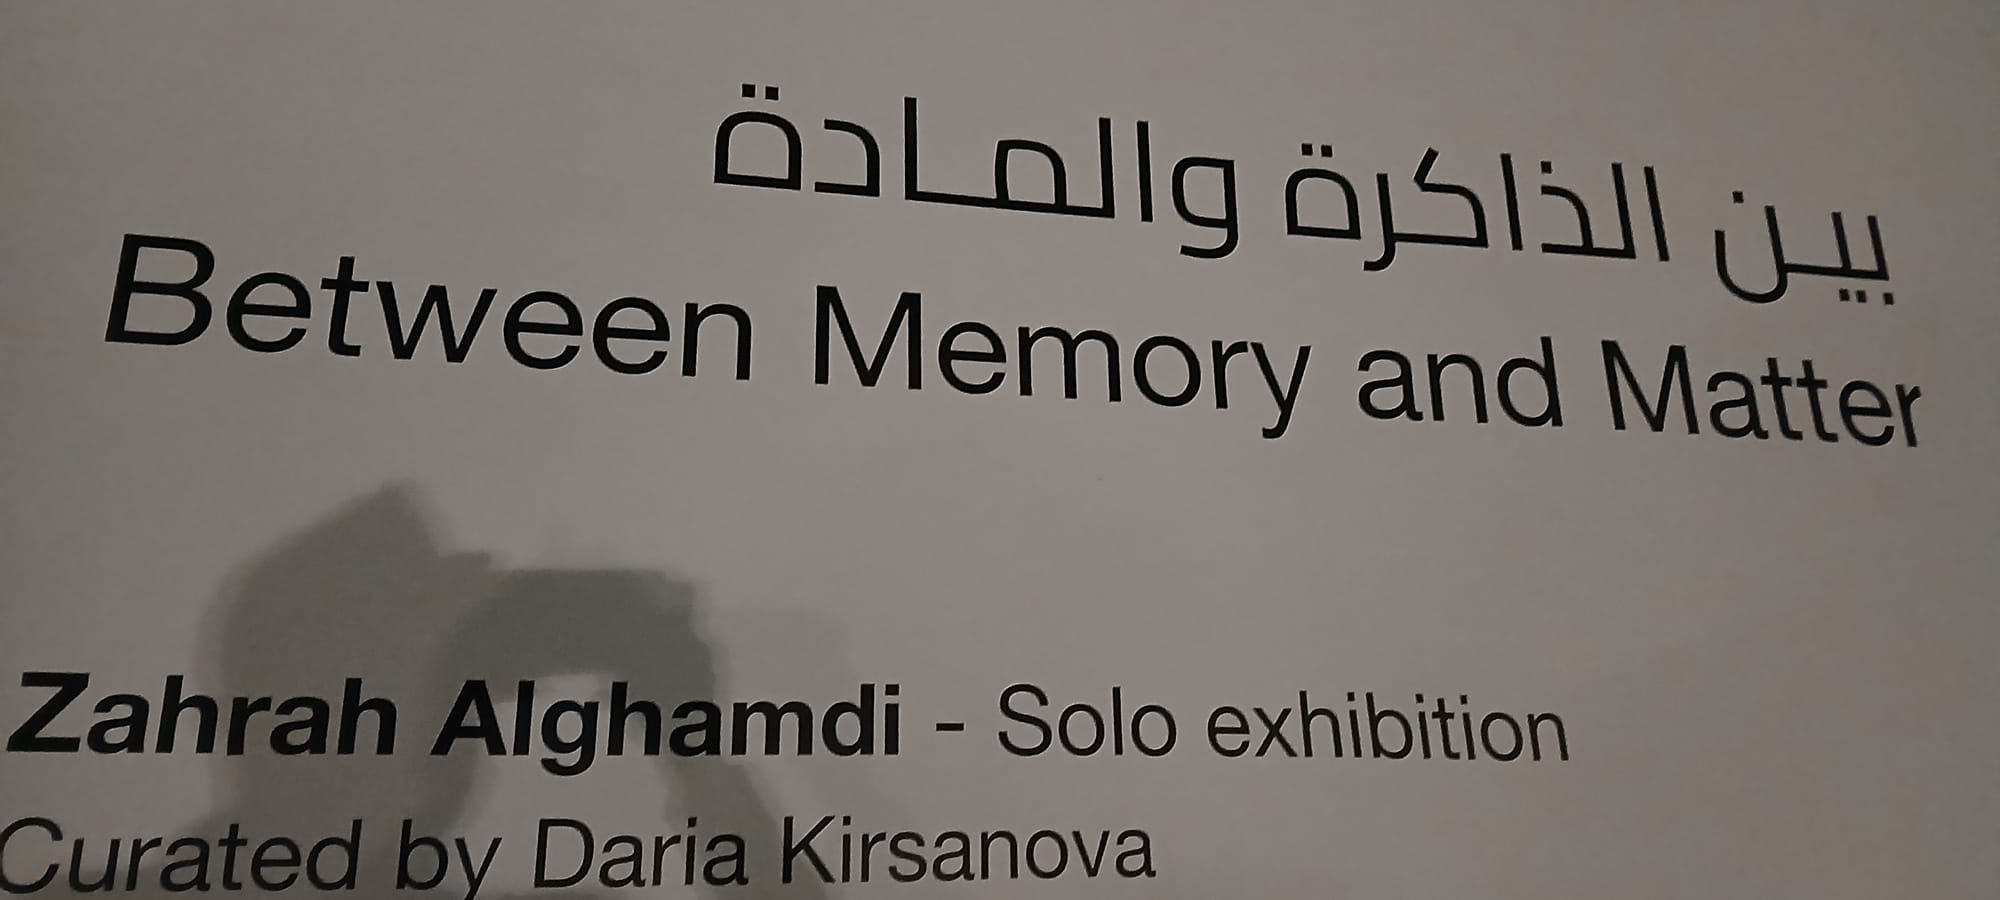 بين الذاكرة والمادة
Between Memory and Matter
Zahrah Alghamdi - Solo exhibition
Curated by Daria Kirsanova